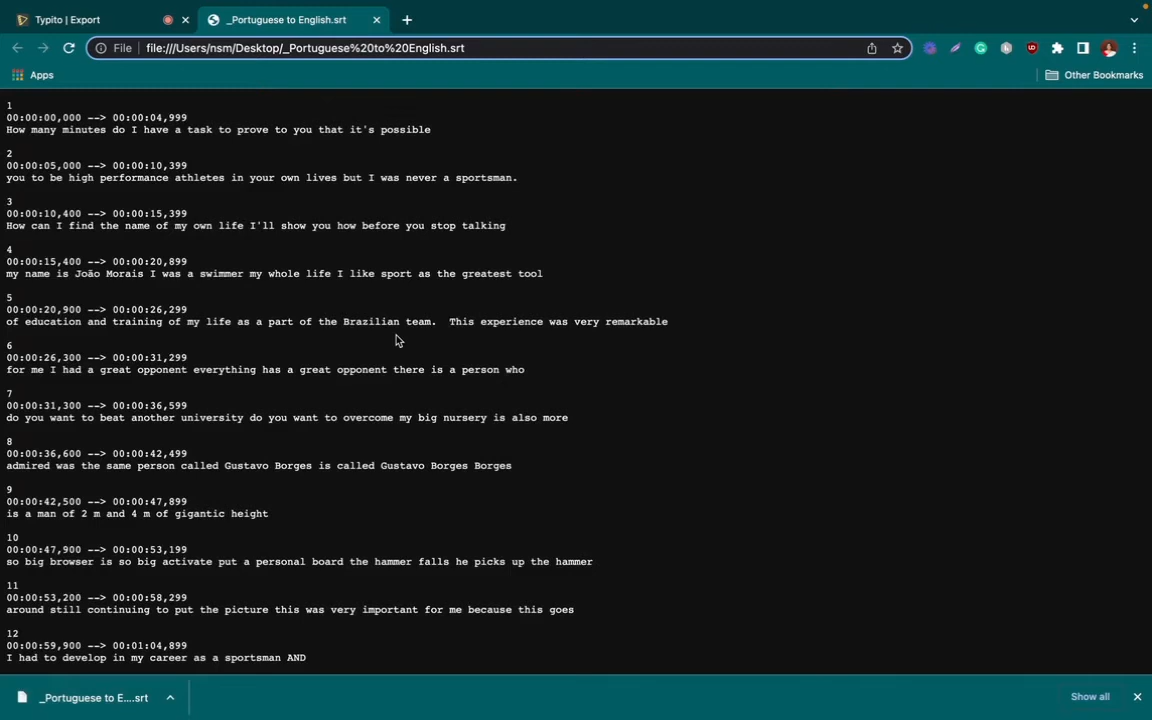 Typito | Export
_Portuguese to English.srt
File
file:///Users/nsm/Desktop/_Portuguese%20to%20English.srt
Apps
Other Bookmarks
1
00:00:00,000 --> 00:00:04,999
How many minutes do I have a task to prove to you that it's possible
2
00:00:05,000 --> 00:00:10,399
you to be high performance athletes in your own lives but I was never a sportsman.
3
00:00:10,400 --> 00:00:15,399
How can I find the name of my own life I'll show you how before you stop talking
4
00:00:15,400 --> 00:00:20,899
my name is João Morais I was a swimmer my whole life I like sport as the greatest tool
5
00:00:20,900 --> 00:00:26,299
of education and training of my life as a part of the Brazilian team.  This experience was very remarkable
6
00:00:26,300 --> 00:00:31,299
for me I had a great opponent everything has a great opponent there is a person who
7
00:00:31,300 --> 00:00:36,599
do you want to beat another university do you want to overcome my big nursery is also more
8
00:00:36,600 --> 00:00:42,499
admired was the same person called Gustavo Borges is called Gustavo Borges Borges
9
00:00:42,500 --> 00:00:47,899
is a man of 2 m and 4 m of gigantic height
10
00:00:47,900 --> 00:00:53,199
so big browser is so big activate put a personal board the hammer falls he picks up the hammer
11
00:00:53,200 --> 00:00:58,299
around still continuing to put the picture this was very important for me because this goes
12
00:00:59,900 --> 00:01:04,899
I had to develop in my career as a sportsman AND
_Portuguese to E....srt
Show all